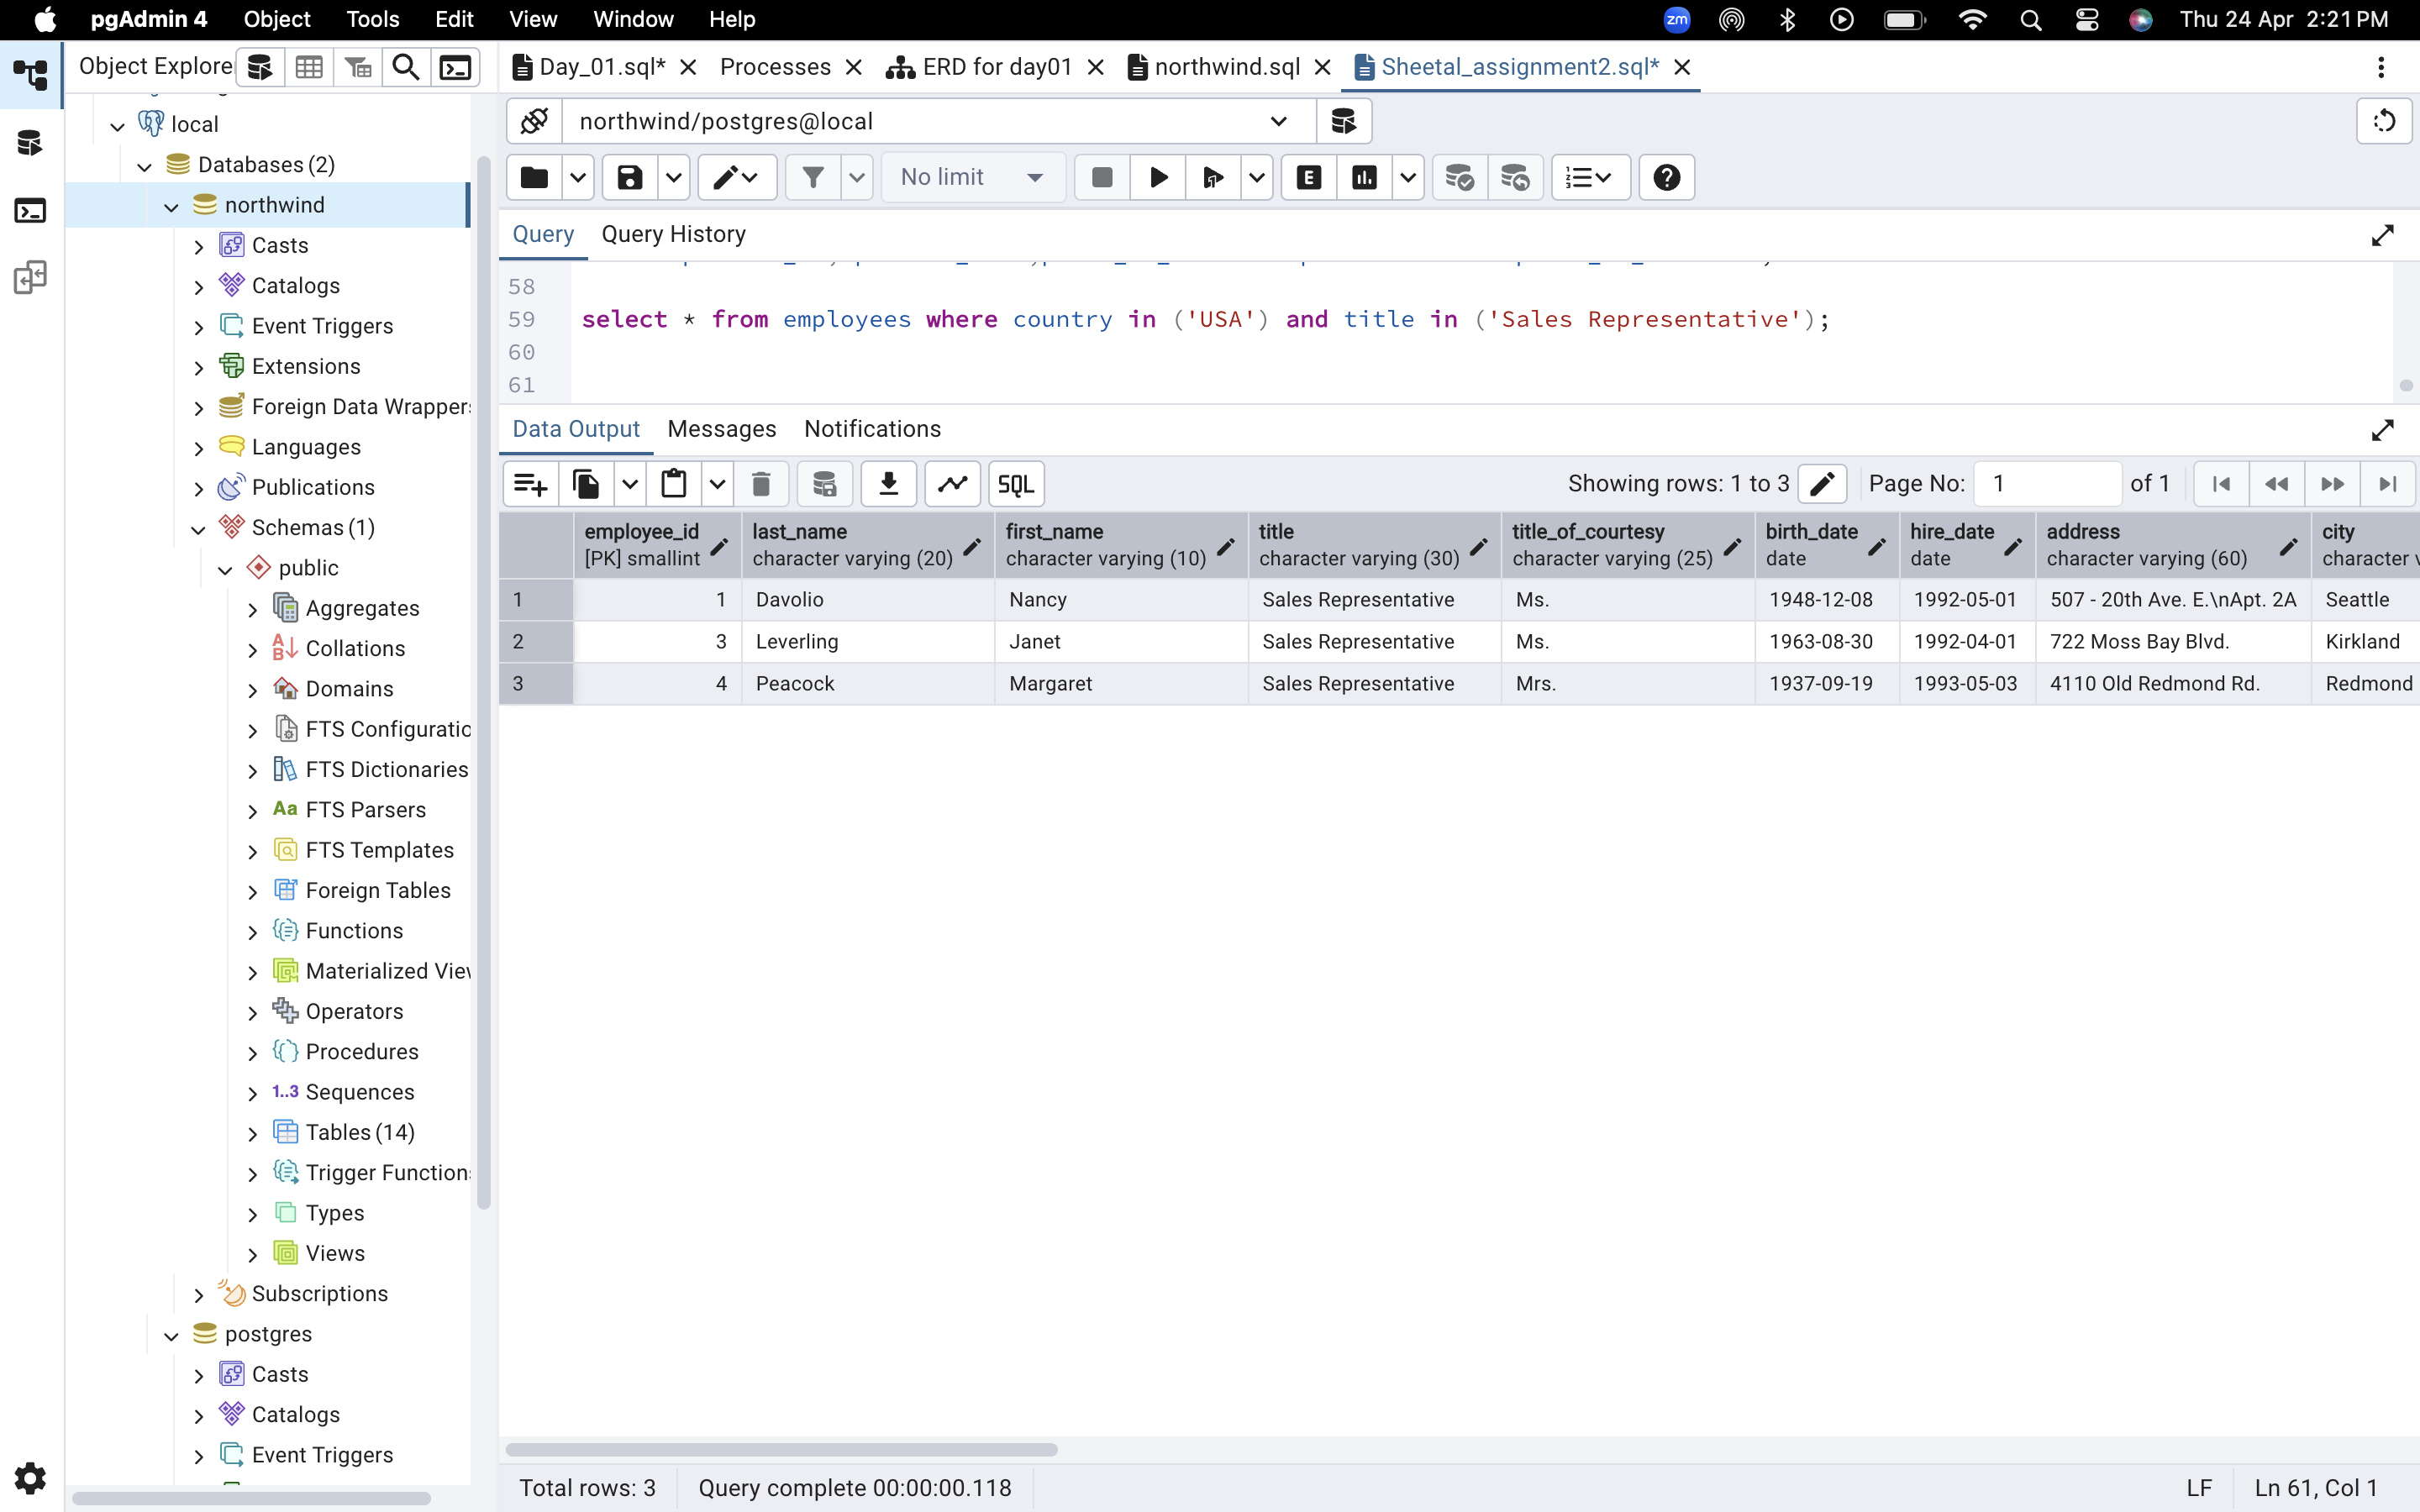 pgAdmin 4 Object Tools Edit View Window Help zm Thu 24 Apr 2:21 PM
Object Explore
Day_01.sql* Processes ERD for day01 northwind.sql Sheetal_assignment2.sql*
local
Databases (2)
northwind
Casts
Catalogs
Event Triggers
Extensions
Foreign Data Wrapper
Languages
Publications
Schemas (1)
public
Aggregates
Collations
Domains
FTS Configuratio
FTS Dictionaries
Aa FTS Parsers
FTS Templates
Foreign Tables
Functions
Materialized Vie
Operators
Procedures
1..3 Sequences
Tables (14)
Trigger Function
Types
Views
Subscriptions
postgres
Casts
Catalogs
Event Triggers
northwind/postgres@local
No limit
E
Query Query History
58
59 select * from employees where country in ('USA') and title in ('Sales Representative');
60
61
Data Output Messages Notifications
SQL Showing rows: 1 to 3 Page No: 1 of 1
employee_id last_name first_name title title_of_courtesy birth_date hire_date address city
[PK] smallint character varying (20) character varying (10) character varying (30) character varying (25) date date character varying (60) character v
1 1 Davolio Nancy Sales Representative Ms. 1948-12-08 1992-05-01 507 - 20th Ave. E.\nApt. 2A Seattle
2 3 Leverling Janet Sales Representative Ms. 1963-08-30 1992-04-01 722 Moss Bay Blvd. Kirkland
3 4 Peacock Margaret Sales Representative Mrs. 1937-09-19 1993-05-03 4110 Old Redmond Rd. Redmond
Total rows: 3 Query complete 00:00:00.118 LF Ln 61, Col 1